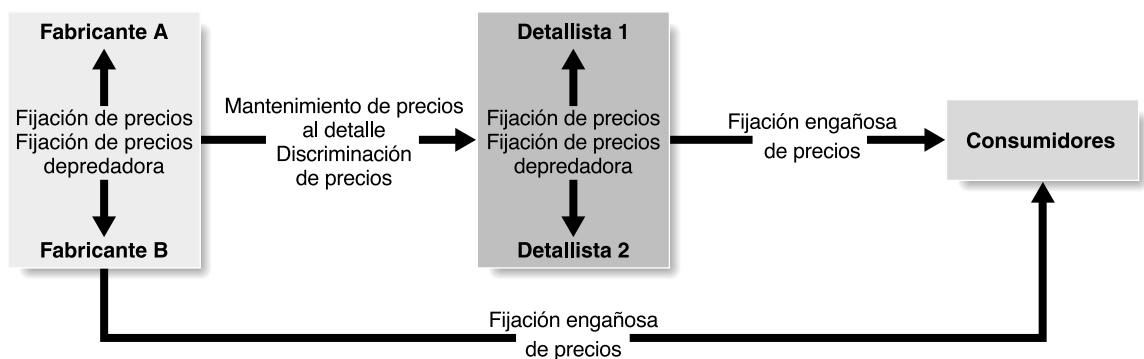 Fabricante A
Fijación de precios
Fijación de precios
depredadora
Fabricante B
Mantenimiento de precios
al detalle
Discriminación
de precios
Detallista 1
Fijación de precios
Fijación de precios
depredadora
Detallista 2
Fijación engañosa
de precios
Consumidores
Fijación engañosa
de precios